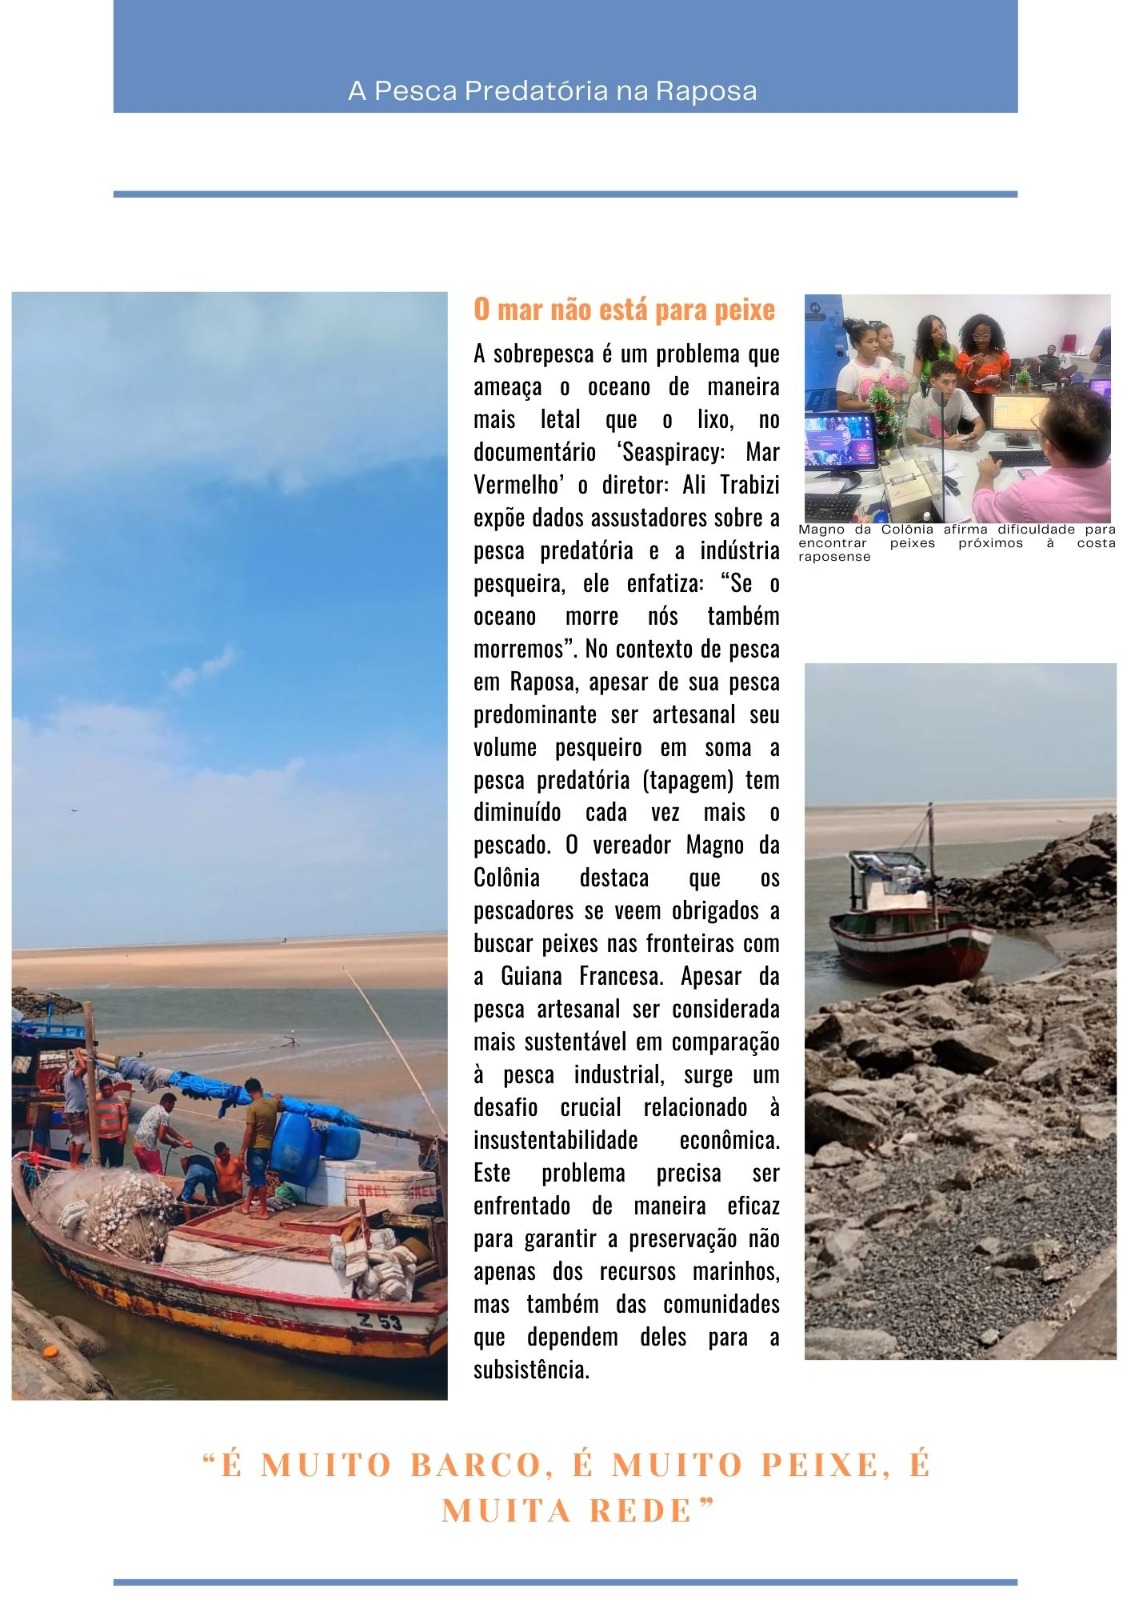 A Pesca Predatória na Raposa
O mar não está para peixe
A sobrepesca é um problema que
ameaça o oceano de maneira
mais letal que o lixo, no
documentário ‘Seaspiracy: Mar
Vermelho’ o diretor: Ali Trabizi
expõe dados assustadores sobre a
pesca predatória e a indústria
pesqueira, ele enfatiza: “Se o
oceano morre nós também
morremos”. No contexto de pesca
em Raposa, apesar de sua pesca
predominante ser artesanal seu
volume pesqueiro em soma a
pesca predatória (tapagem) tem
diminuído cada vez mais o
pescado. O vereador Magno da
Colônia destaca que os
pescadores se veem obrigados a
buscar peixes nas fronteiras com
a Guiana Francesa. Apesar da
pesca artesanal ser considerada
mais sustentável em comparação
à pesca industrial, surge um
desafio crucial relacionado à
insustentabilidade econômica.
Este problema precisa ser
enfrentado de maneira eficaz
para garantir a preservação não
apenas dos recursos marinhos,
mas também das comunidades
que dependem deles para a
subsistência.
Magno da Colônia afirma dificuldade para
encontrar peixes próximos à costa
raposense
Z 53
“É MUITO BARCO, É MUITO PEIXE, É
MUITA REDE”